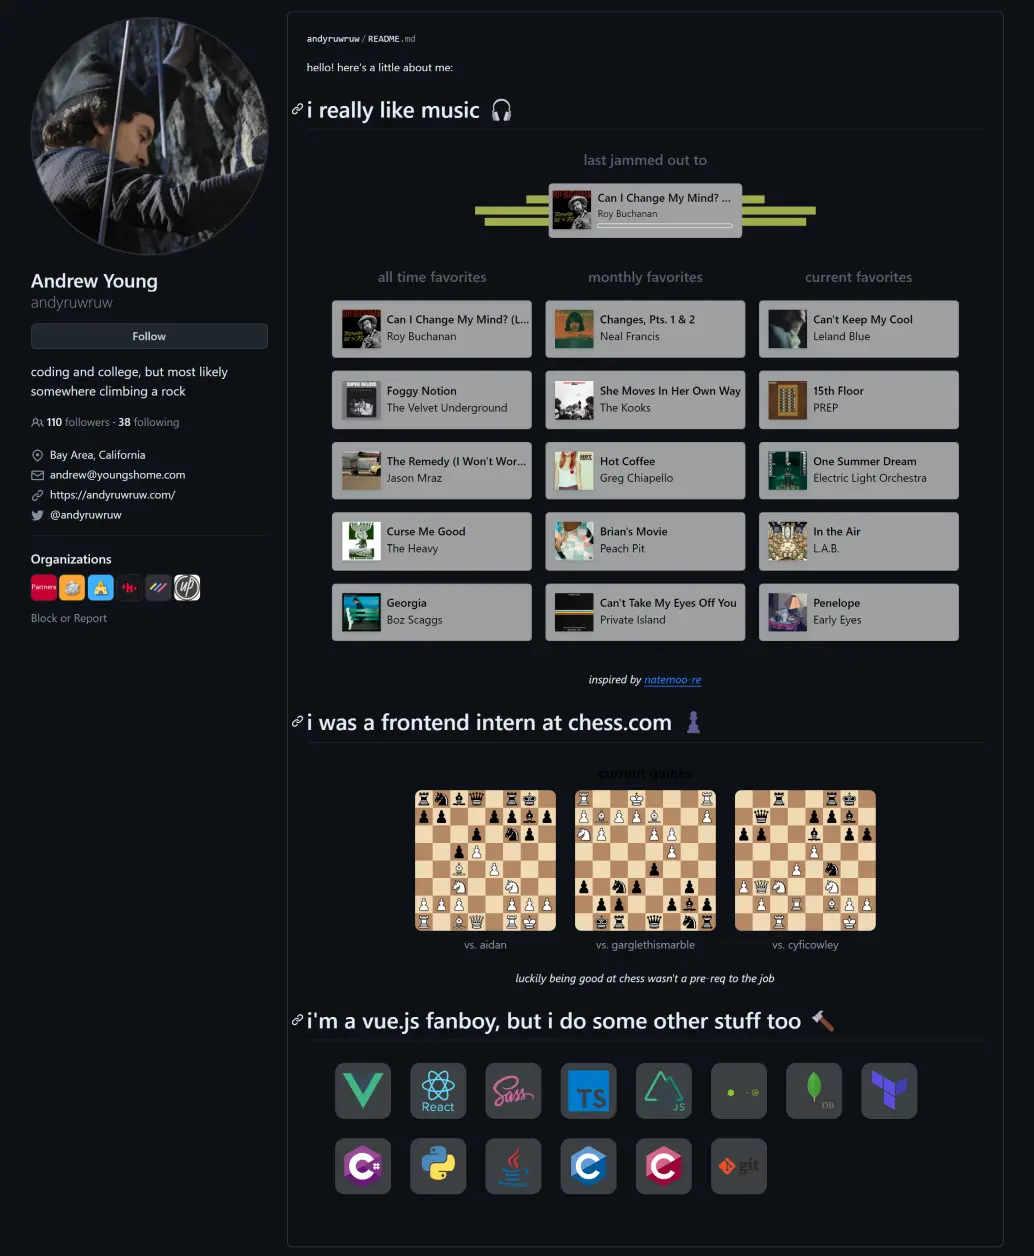 Andrew Young
andyruwruw
Follow
coding and college, but most likely
somewhere climbing a rock
110 followers · 38 following
Bay Area, California
andrew@youngshome.com
https://andyruwruw.com/
@andyruwruw
Organizations
Partners
up
Block or Report
andyruwruw / README.md
hello! here's a little about me:
i really like music
last jammed out to
Can I Change My Mind? ...
Roy Buchanan
all time favorites
monthly favorites
current favorites
Can I Change My Mind? (L...
Roy Buchanan
Changes, Pts. 1 & 2
Neal Francis
Can't Keep My Cool
Leland Blue
SUPER DELUXE
Foggy Notion
The Velvet Underground
She Moves In Her Own Way
The Kooks
15th Floor
PREP
The Remedy (I Won't Wor...
Jason Mraz
Hot Coffee
Greg Chiapello
One Summer Dream
Electric Light Orchestra
Curse Me Good
The Heavy
Brian's Movie
Peach Pit
In the Air
L.A.B.
Georgia
Boz Scaggs
Can't Take My Eyes Off You
Private Island
Penelope
Early Eyes
inspired by natemoo-re
i was a frontend intern at chess.com
current games
vs. aidan
vs. garglethismarble
vs. cyficowley
luckily being good at chess wasn't a pre-req to the job
i'm a vue.js fanboy, but i do some other stuff too
React
Sass
TS
JS
DB
C#
C
C
git